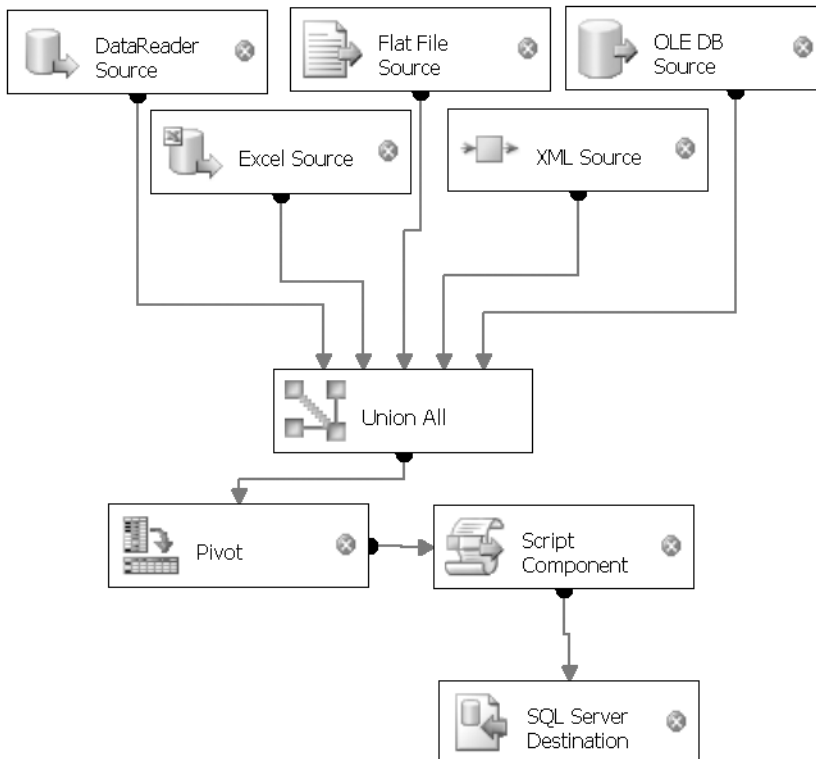 DataReader
Source
Flat File
Source
OLE DB
Source
Excel Source
XML Source
Union All
Pivot
Script
Component
SQL Server
Destination